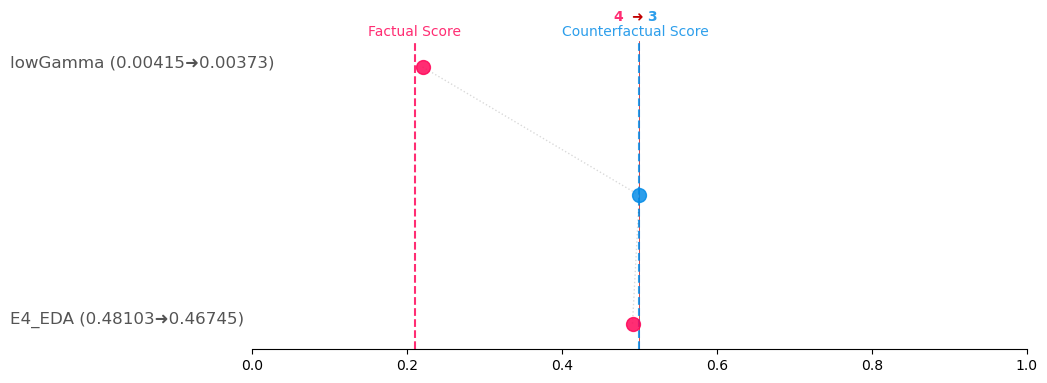 4 ➜ 3
Factual Score Counterfactual Score
lowGamma (0.00415➜0.00373)
E4_EDA (0.48103➜0.46745)
0.0 0.2 0.4 0.6 0.8 1.0